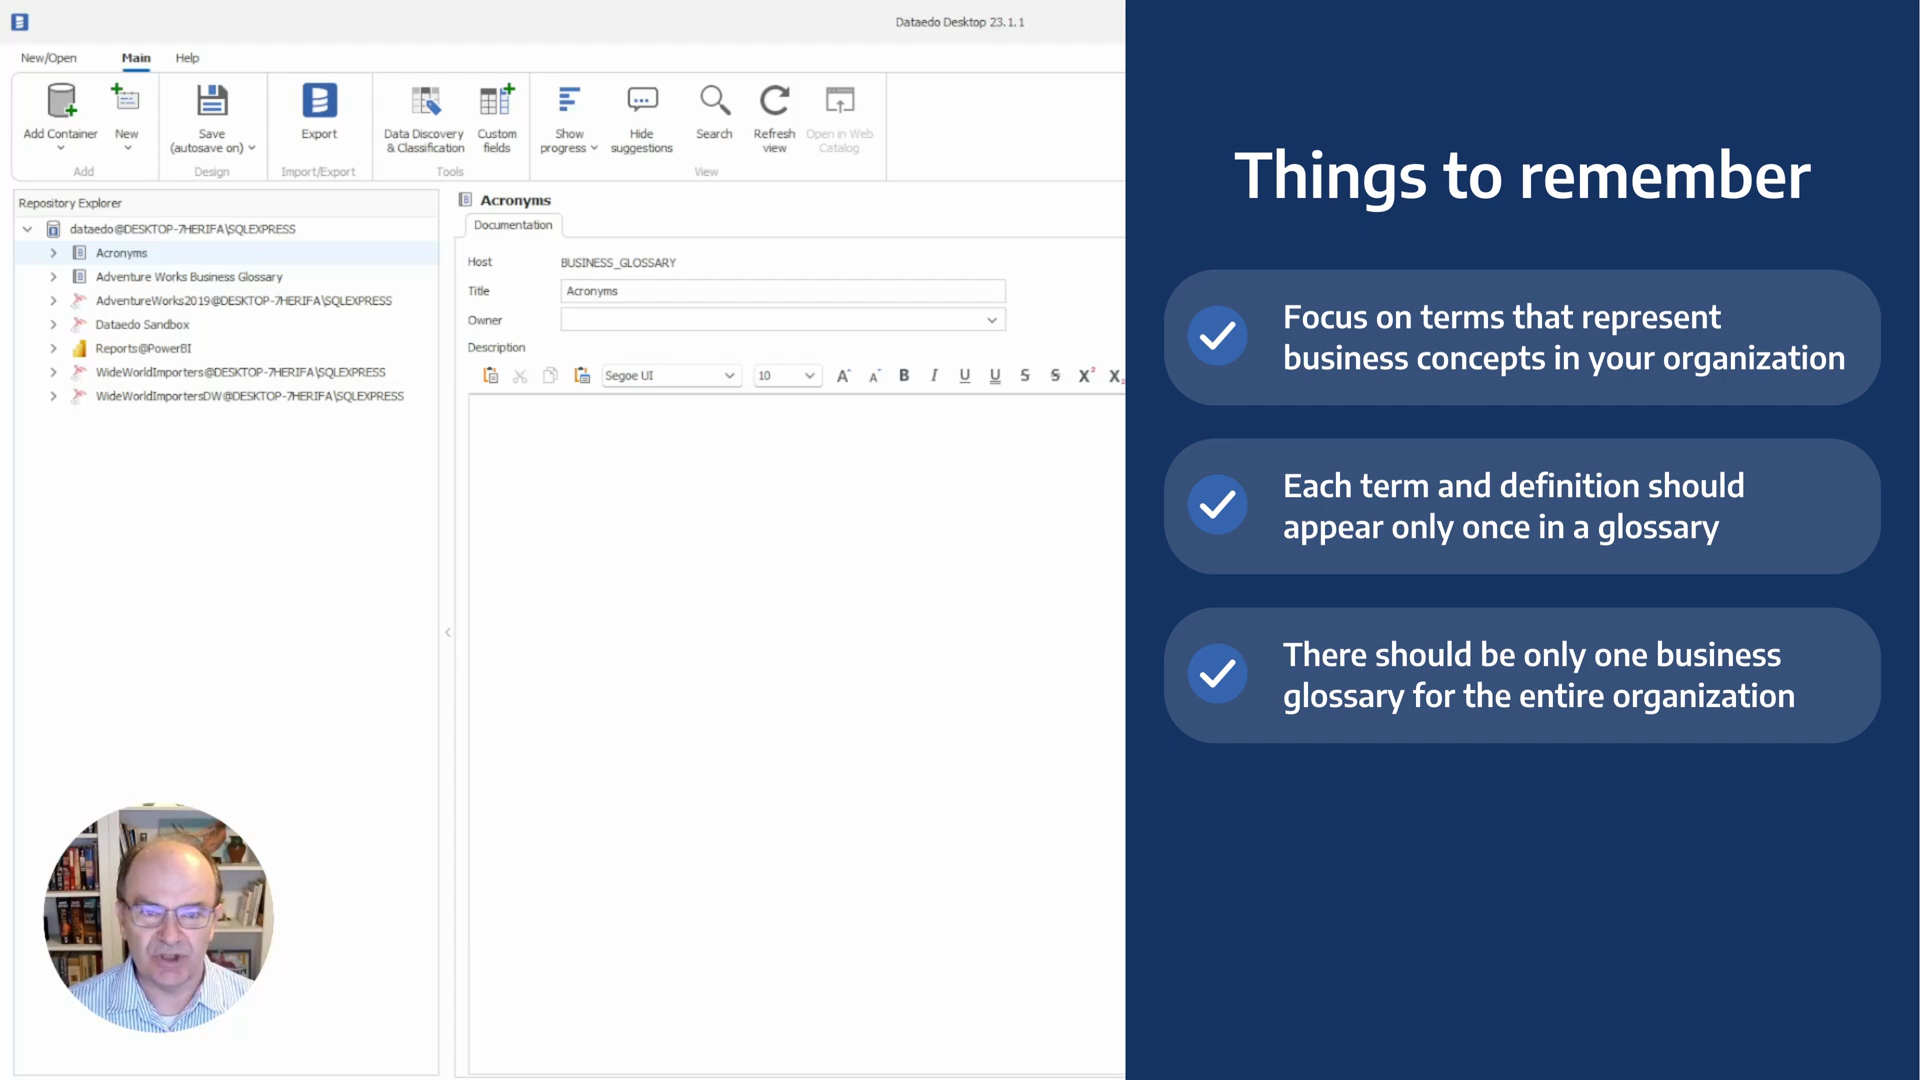 Dataedo Desktop 23.1.1
New/Open
Main
Help
Add Container
New
Add
Save
(autosave on)
Design
Export
Import/Export
Data Discovery
& Classification
Custom
fields
Tools
Show
progress
Hide
suggestions
Search
Refresh
view
Open in Web
Catalog
View
Repository Explorer
dataedo@DESKTOP-7HERIFA\SQLEXPRESS
Acronyms
Adventure Works Business Glossary
AdventureWorks2019@DESKTOP-7HERIFA\SQLEXPRESS
Dataedo Sandbox
Reports@PowerBI
WideWorldImporters@DESKTOP-7HERIFA\SQLEXPRESS
WideWorldImportersDW@DESKTOP-7HERIFA\SQLEXPRESS
Acronyms
Documentation
Host BUSINESS_GLOSSARY
Title Acronyms
Owner
Description
Segoe UI 10
Things to remember
Focus on terms that represent
business concepts in your organization
Each term and definition should
appear only once in a glossary
There should be only one business
glossary for the entire organization